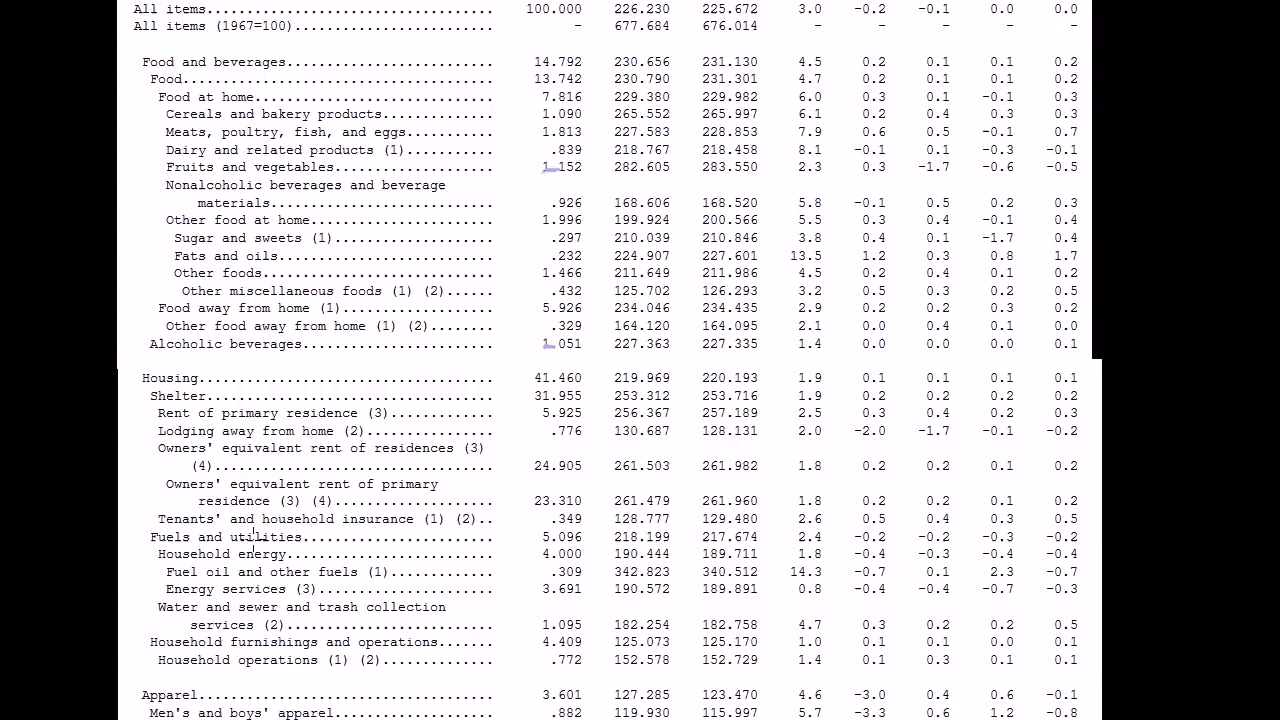 All items............................................ 100.000 226.230 225.672 3.0 -0.2 -0.1 0.0 0.0
All items (1967=100)......................... - 677.684 676.014 - - - - -
Food and beverages.......................... 14.792 230.656 231.130 4.5 0.2 0.1 0.1 0.2
Food....................................... 13.742 230.790 231.301 4.7 0.2 0.1 0.1 0.2
Food at home.............................. 7.816 229.380 229.982 6.0 0.3 0.1 -0.1 0.3
Cereals and bakery products.............. 1.090 265.552 265.997 6.1 0.2 0.4 0.3 0.3
Meats, poultry, fish, and eggs........... 1.813 227.583 228.853 7.9 0.6 0.5 -0.1 0.7
Dairy and related products (1)........... .839 218.767 218.458 8.1 -0.1 0.1 -0.3 -0.1
Fruits and vegetables.................... 1.152 282.605 283.550 2.3 0.3 -1.7 -0.6 -0.5
Nonalcoholic beverages and beverage
materials............................ .926 168.606 168.520 5.8 -0.1 0.5 0.2 0.3
Other food at home....................... 1.996 199.924 200.566 5.5 0.3 0.4 -0.1 0.4
Sugar and sweets (1).................... .297 210.039 210.846 3.8 0.4 0.1 -1.7 0.4
Fats and oils........................... .232 224.907 227.601 13.5 1.2 0.3 0.8 1.7
Other foods............................. 1.466 211.649 211.986 4.5 0.2 0.4 0.1 0.2
Other miscellaneous foods (1) (2)...... .432 125.702 126.293 3.2 0.5 0.3 0.2 0.5
Food away from home (1)................... 5.926 234.046 234.435 2.9 0.2 0.2 0.3 0.2
Other food away from home (1) (2)........ .329 164.120 164.095 2.1 0.0 0.4 0.1 0.0
Alcoholic beverages........................ 1.051 227.363 227.335 1.4 0.0 0.0 0.0 0.1
Housing..................................... 41.460 219.969 220.193 1.9 0.1 0.1 0.1 0.1
Shelter.................................... 31.955 253.312 253.716 1.9 0.2 0.2 0.2 0.2
Rent of primary residence (3)............. 5.925 256.367 257.189 2.5 0.3 0.4 0.2 0.3
Lodging away from home (2)................ .776 130.687 128.131 2.0 -2.0 -1.7 -0.1 -0.2
Owners' equivalent rent of residences (3)
(4)................................... 24.905 261.503 261.982 1.8 0.2 0.2 0.1 0.2
Owners' equivalent rent of primary
residence (3) (4).................... 23.310 261.479 261.960 1.8 0.2 0.2 0.1 0.2
Tenants' and household insurance (1) (2).. .349 128.777 129.480 2.6 0.5 0.4 0.3 0.5
Fuels and utilities........................ 5.096 218.199 217.674 2.4 -0.2 -0.2 -0.3 -0.2
Household energy.......................... 4.000 190.444 189.711 1.8 -0.4 -0.3 -0.4 -0.4
Fuel oil and other fuels (1)............. .309 342.823 340.512 14.3 -0.7 0.1 2.3 -0.7
Energy services (3)...................... 3.691 190.572 189.891 0.8 -0.4 -0.4 -0.7 -0.3
Water and sewer and trash collection
services (2).......................... 1.095 182.254 182.758 4.7 0.3 0.2 0.2 0.5
Household furnishings and operations....... 4.409 125.073 125.170 1.0 0.1 0.1 0.0 0.1
Household operations (1) (2).............. .772 152.578 152.729 1.4 0.1 0.3 0.1 0.1
Apparel..................................... 3.601 127.285 123.470 4.6 -3.0 0.4 0.6 -0.1
Men's and boys' apparel.................... .882 119.930 115.997 5.7 -3.3 0.6 1.2 -0.8